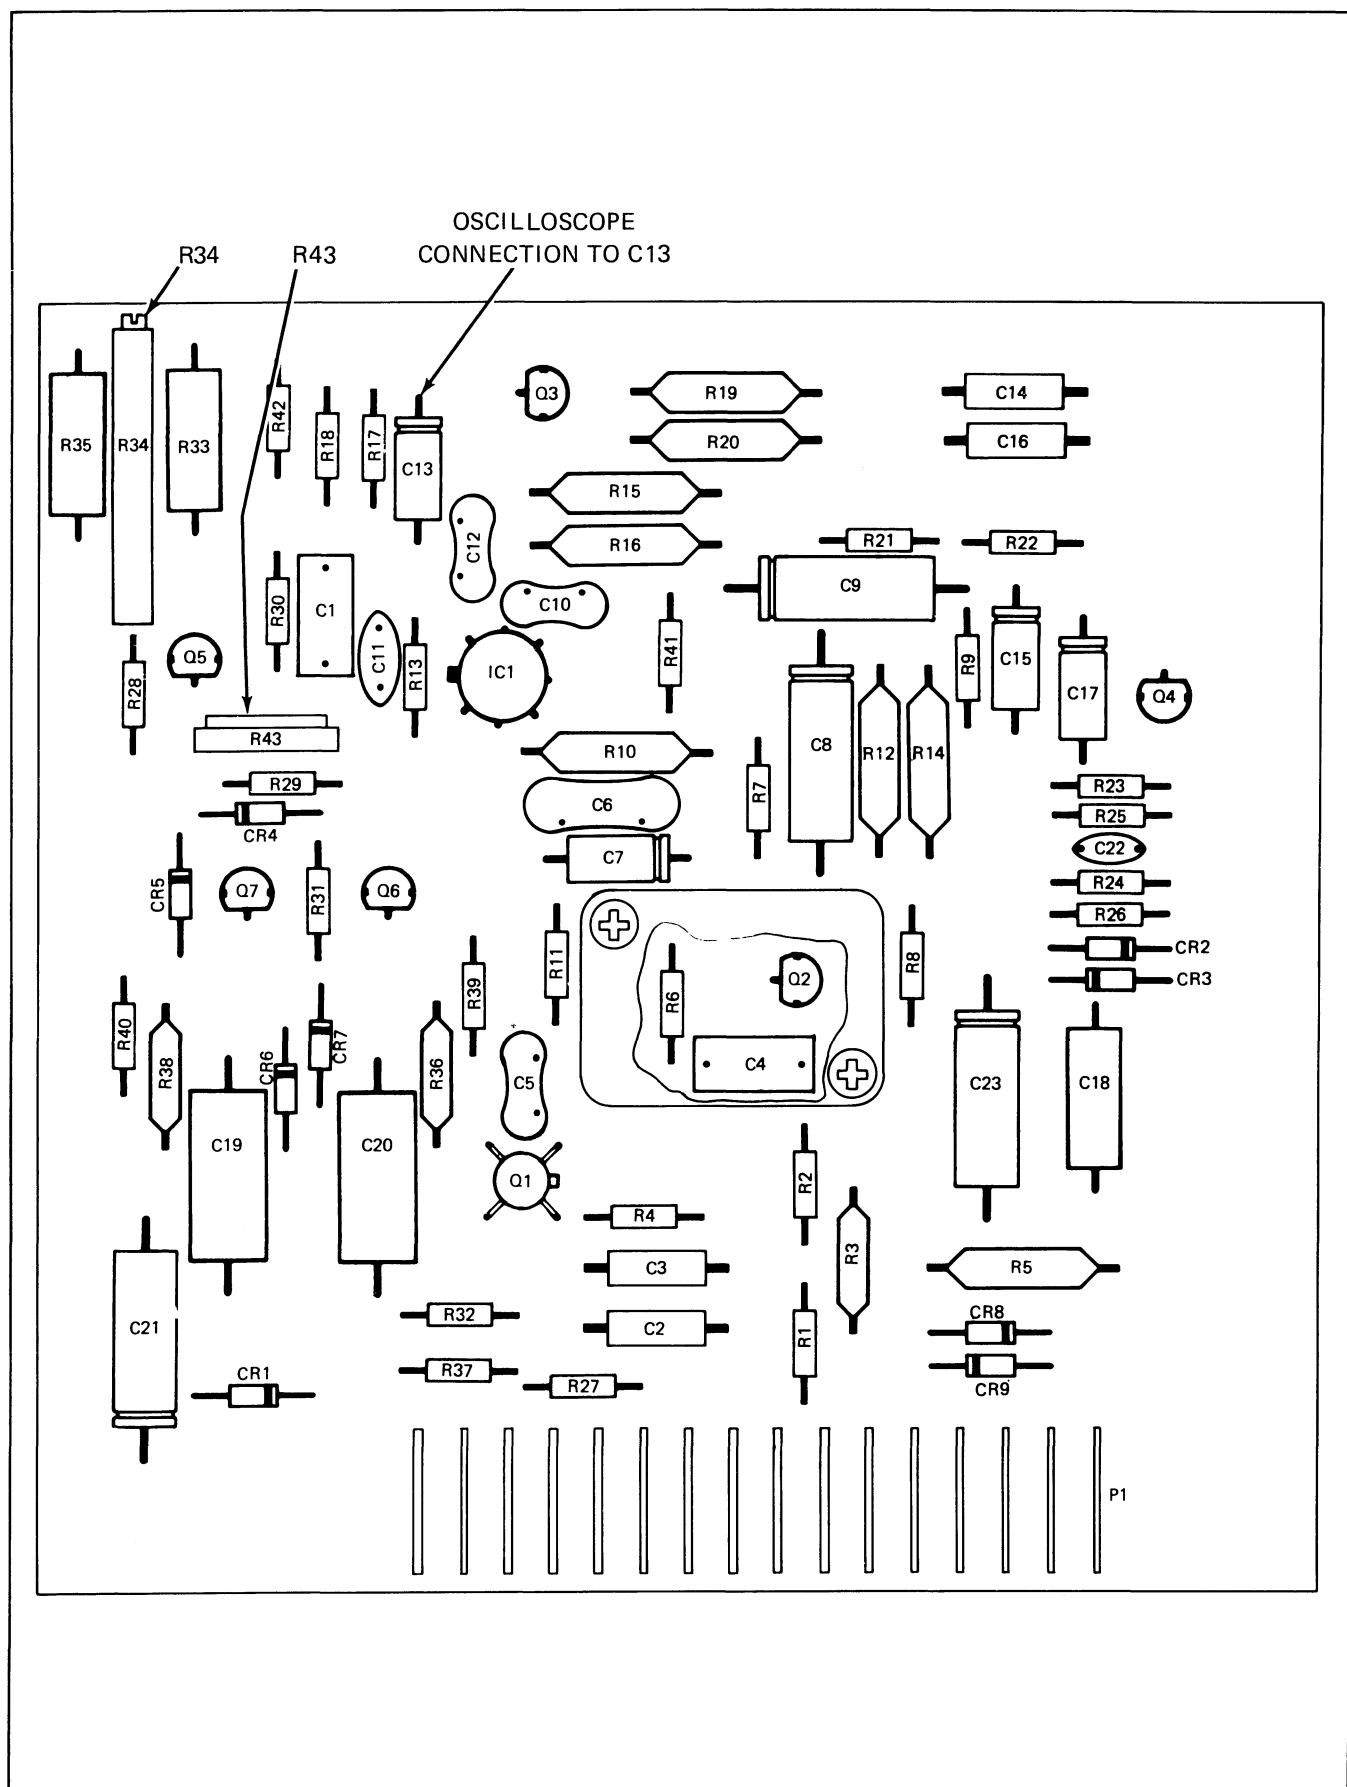 OSCILLOSCOPE
R34 R43 CONNECTION TO C13
Q3 R19 C14
R42
R35 R34 R33 R18 R17 R20 C16
C13
R15
C12 R16 R21 R22
C9
R30 C1 C10
R41 R9 C15
Q5 C11 R13 IC1
R28 C17 Q4
R43 R10 C8 R12 R14
R29 R7 R23
C6 R25
CR4
C7 C22
CR5 Q7 R31 Q6 R24
R26
R11 R8 CR2
Q2 CR3
R39 R6
R40 CR7
R38 CR6 R36 C5 C4 C23 C18
C19 C20
Q1 R2
R4
R3
C3 R5
R32 CR8
C21 C2 R1
R37
CR1 R27 CR9
P1